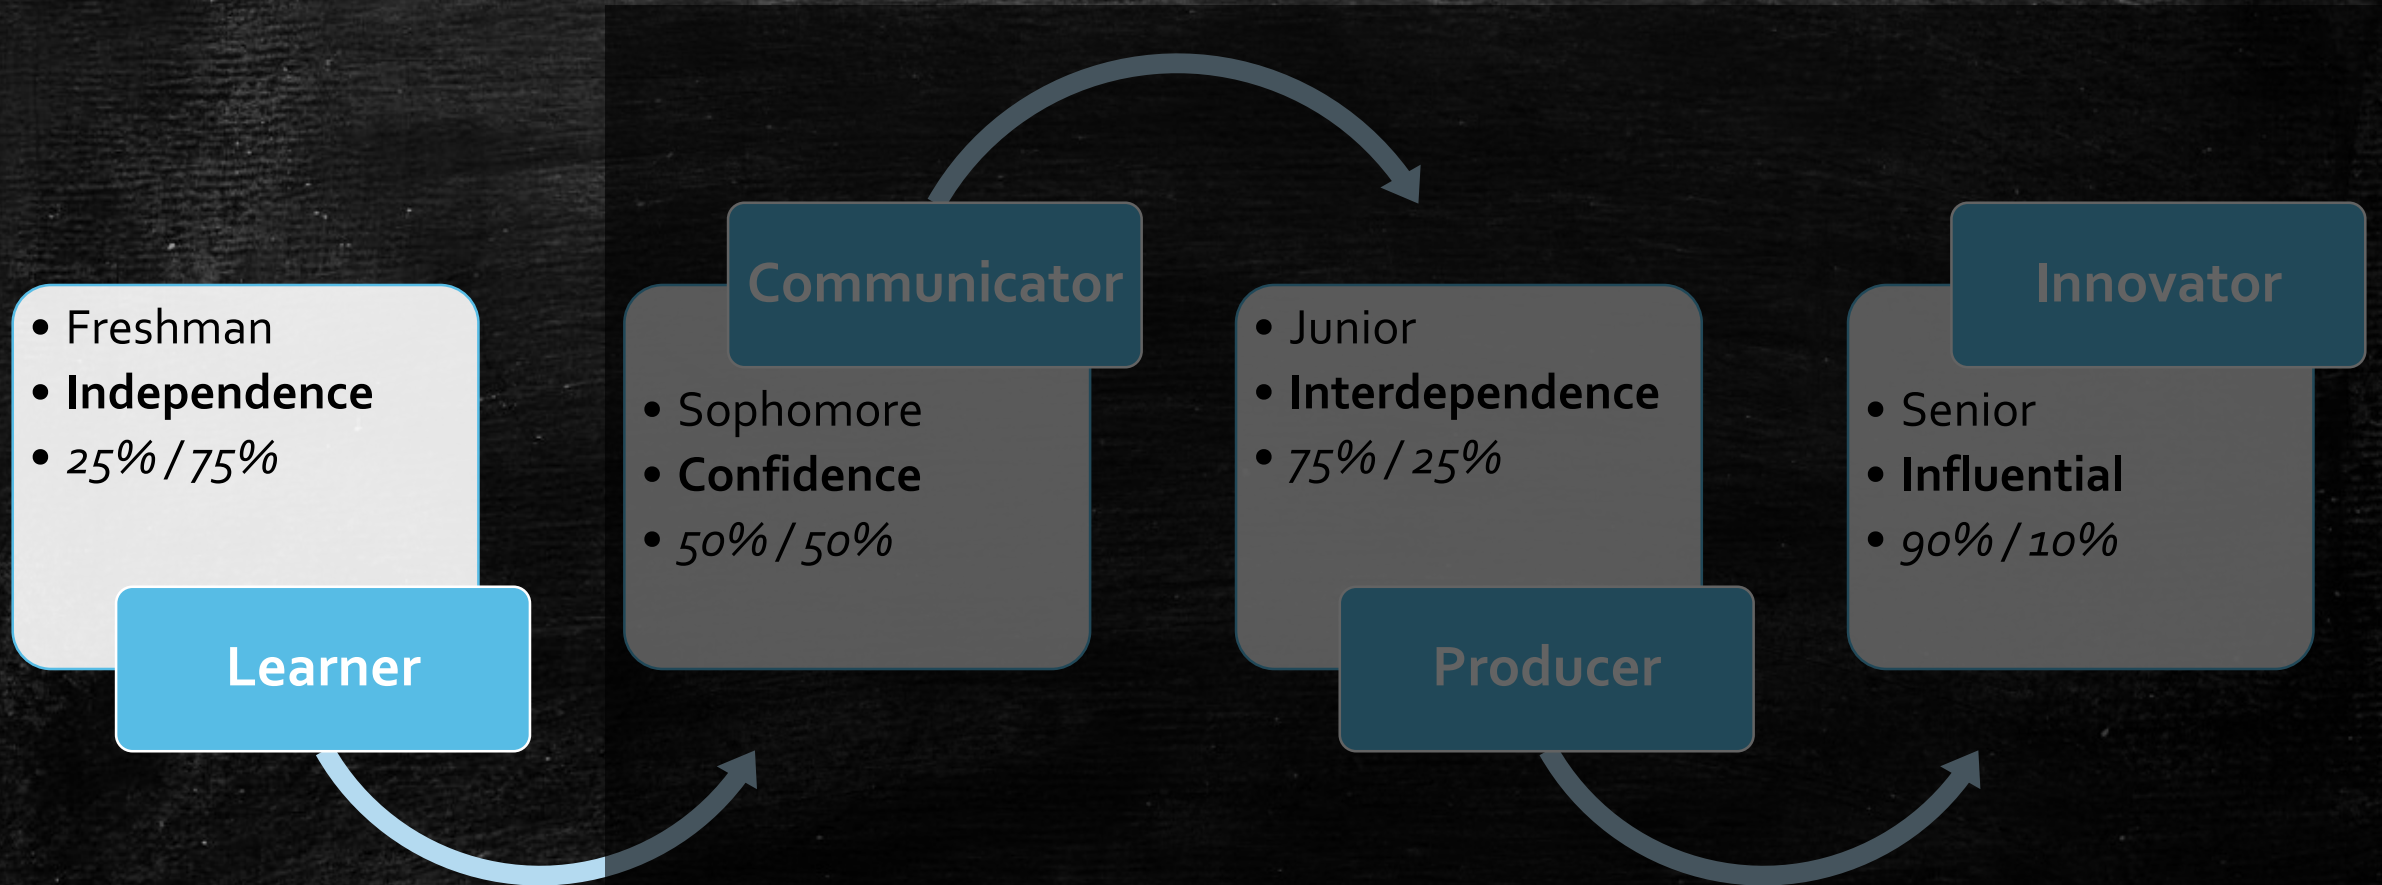 • Freshman
• Independence
• 25% / 75%
Learner
Communicator
• Sophomore
• Confidence
• 50% / 50%
• Junior
• Interdependence
• 75% / 25%
Producer
Innovator
• Senior
• Influential
• 90% / 10%